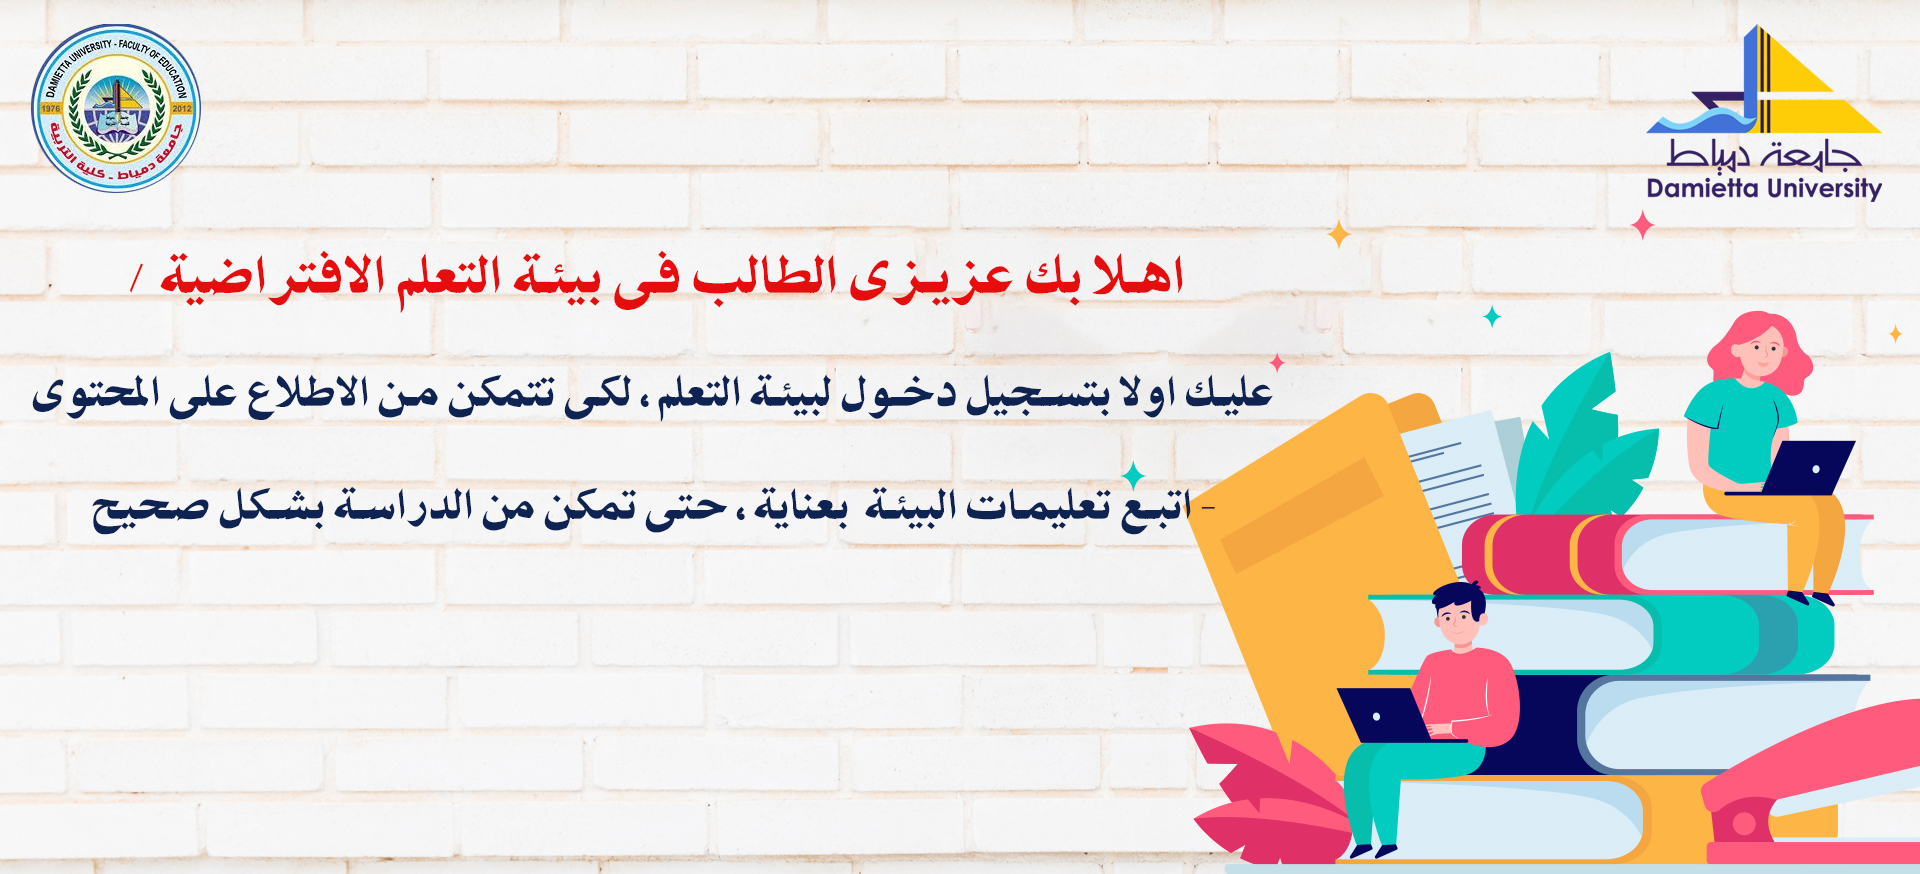 DAMIETTA UNIVERSITY - FACULTY OF EDUCATION
1976 2012
جامعة دمياط - كلية التربية
جامعة دمياط
Damietta University
اهلا بك عزيزى الطالب فى بيئة التعلم الافتراضية /
عليك اولا بتسجيل دخول لبيئة التعلم ، لكى تتمكن من الاطلاع على المحتوى
- اتبع تعليمات البيئة بعناية ، حتى تمكن من الدراسة بشكل صحيح